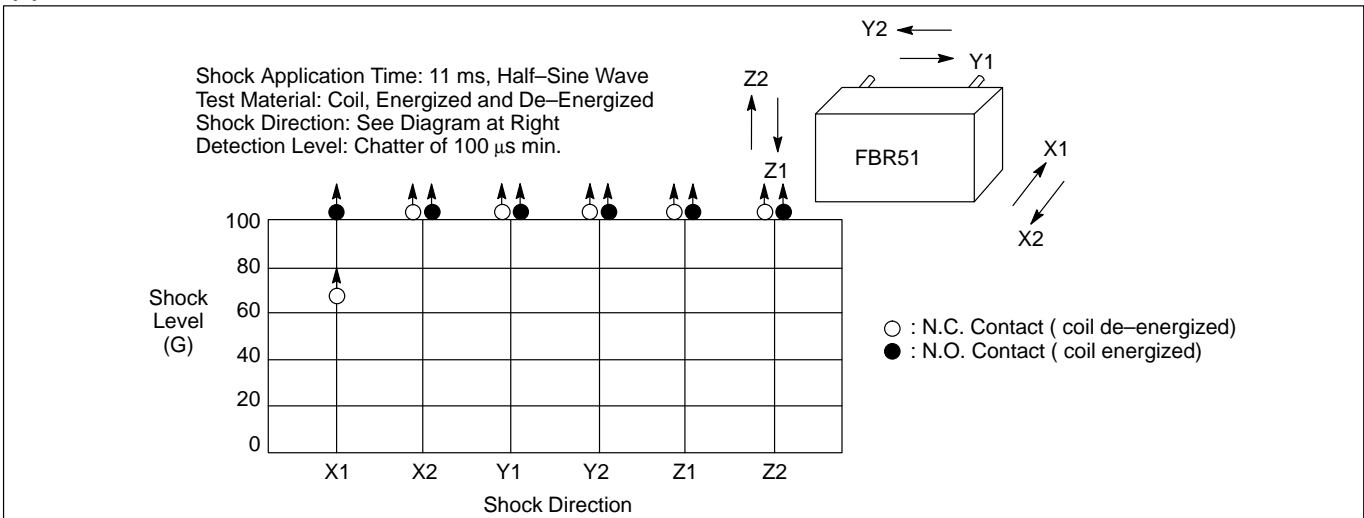 Shock Application Time: 11 ms, Half–Sine Wave
Test Material: Coil, Energized and De–Energized
Shock Direction: See Diagram at Right
Detection Level: Chatter of 100 μs min.
Y2
Y1
Z2
Z1
FBR51
X1
X2
100
80
60
40
20
0
Shock
Level
(G)
X1 X2 Y1 Y2 Z1 Z2
Shock Direction
: N.C. Contact ( coil de–energized)
: N.O. Contact ( coil energized)